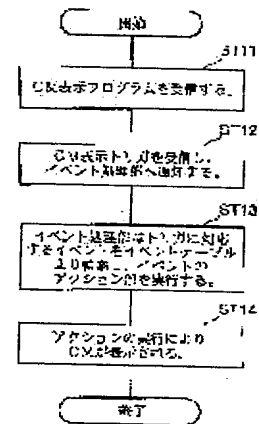 開始
ST11
CM表示プログラムを受信する。
ST12
CM表示トリガを受信し、
イベント処理部へ通知する。
ST13
イベント処理部はトリガに対応
するイベントをイベントテーブル
より検索し、イベントの
アクション部を実行する。
ST14
アクションの実行により
CMが表示される。
終了